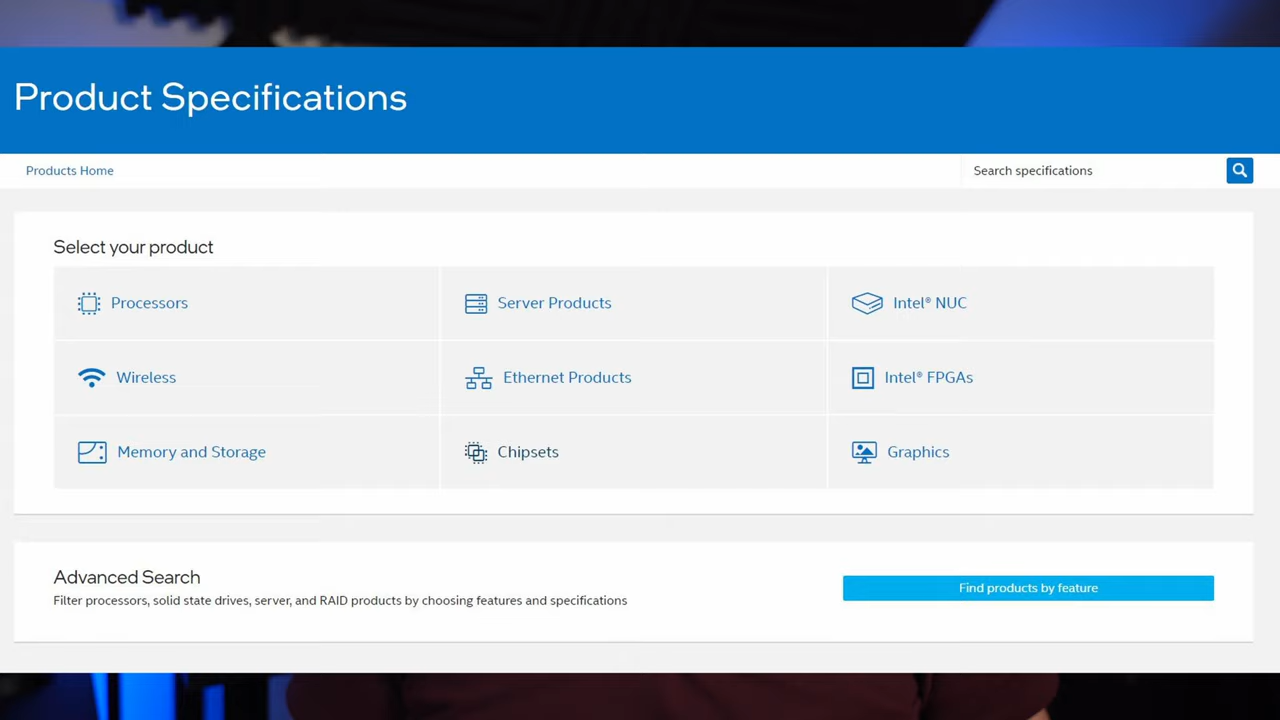 Product Specifications
Products Home
Search specifications
Select your product
Processors
Server Products
Intel® NUC
Wireless
Ethernet Products
Intel® FPGAs
Memory and Storage
Chipsets
Graphics
Advanced Search
Filter processors, solid state drives, server, and RAID products by choosing features and specifications
Find products by feature